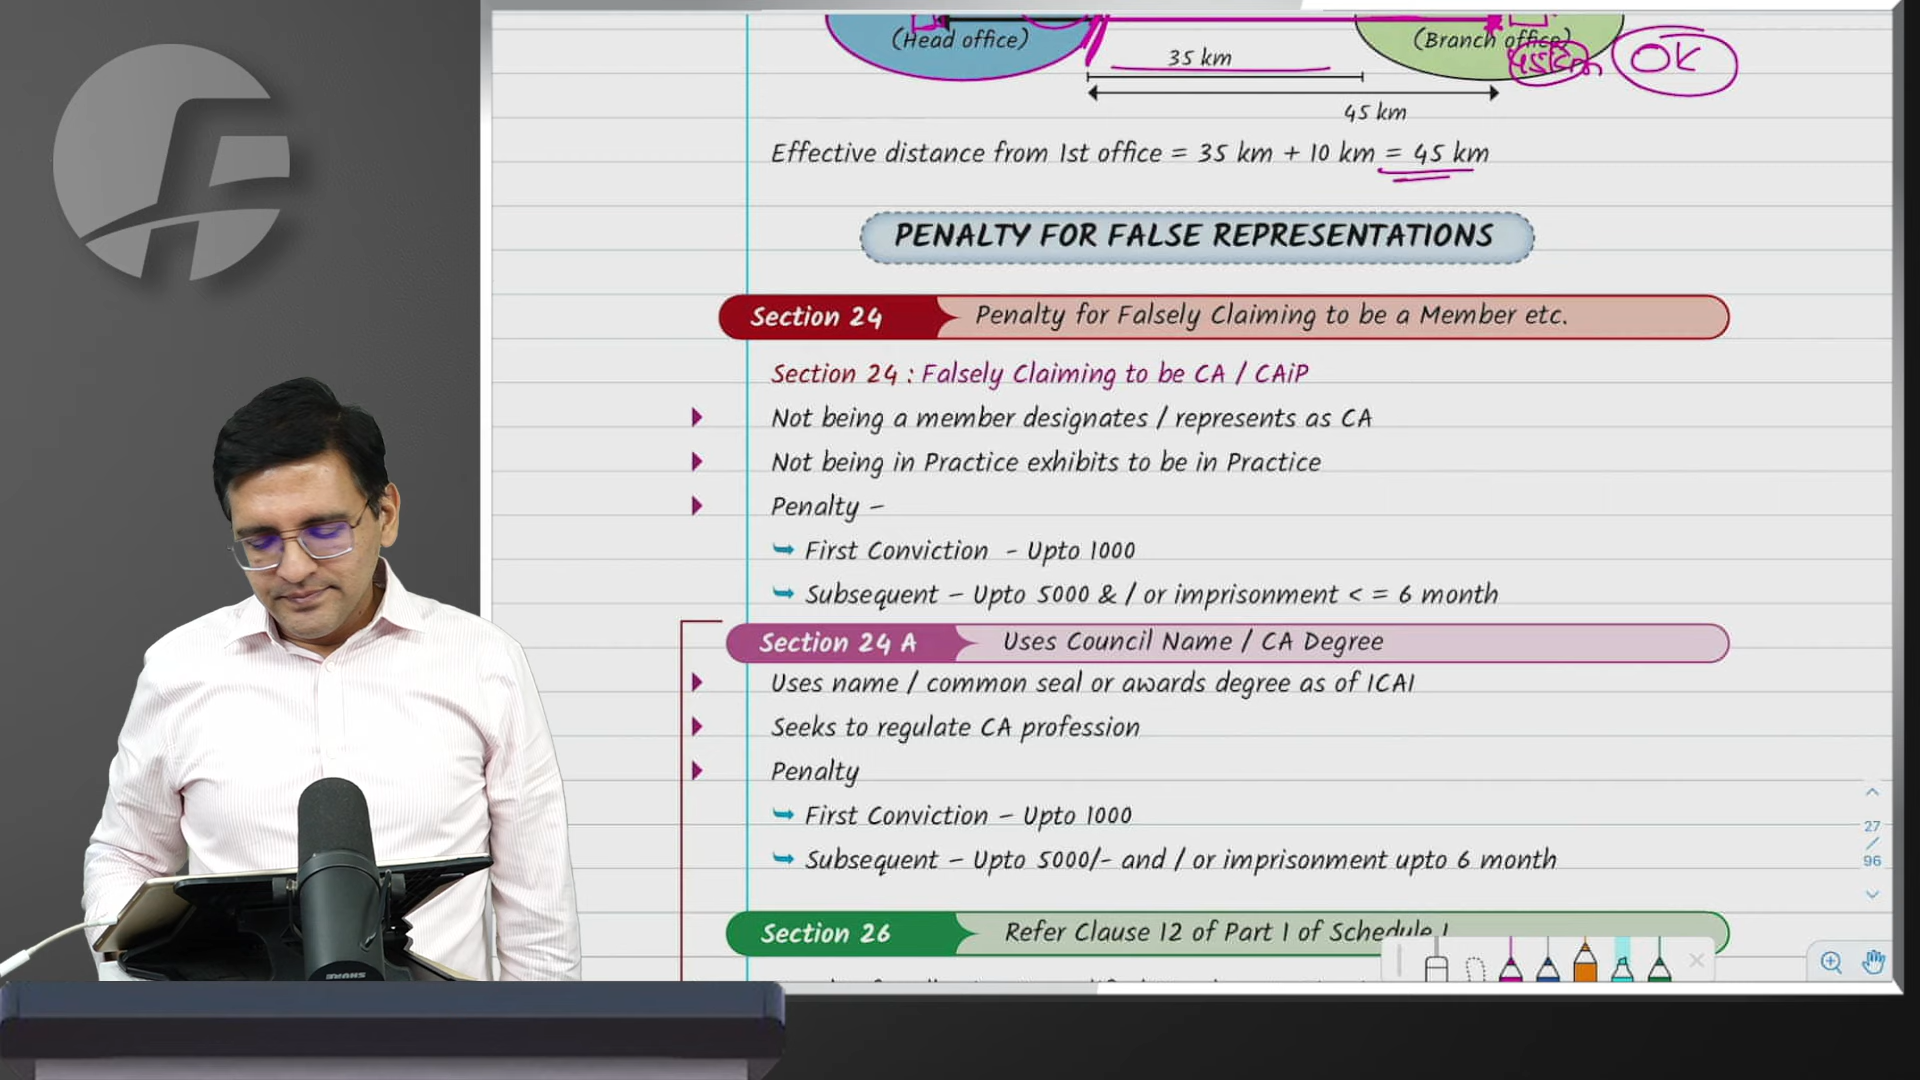 (Head office)
(Branch office)
35 km
45km
OK
45 km
Effective distance from 1st office = 35 km + 10 km = 45 km
PENALTY FOR FALSE REPRESENTATIONS
Section 24 Penalty for Falsely Claiming to be a Member etc.
Section 24 : Falsely Claiming to be CA / CAiP
Not being a member designates / represents as CA
Not being in Practice exhibits to be in Practice
Penalty –
First Conviction - Upto 1000
Subsequent – Upto 5000 & / or imprisonment < = 6 month
Section 24 A Uses Council Name / CA Degree
Uses name / common seal or awards degree as of ICAI
Seeks to regulate CA profession
Penalty
First Conviction – Upto 1000
Subsequent – Upto 5000/- and / or imprisonment upto 6 month
27
/
96
Section 26 Refer Clause 12 of Part 1 of Schedule I
SHURE